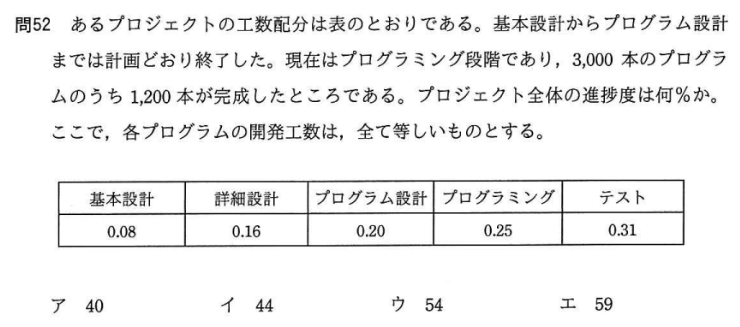 問52 あるプロジェクトの工数配分は表のとおりである。基本設計からプログラム設計
までは計画どおり終了した。現在はプログラミング段階であり，3,000 本のプログラ
ムのうち 1,200 本が完成したところである。プロジェクト全体の進捗度は何％か。
ここで，各プログラムの開発工数は，全て等しいものとする。
基本設計 詳細設計 プログラム設計 プログラミング テスト
0.08 0.16 0.20 0.25 0.31
ア 40 イ 44 ウ 54 エ 59